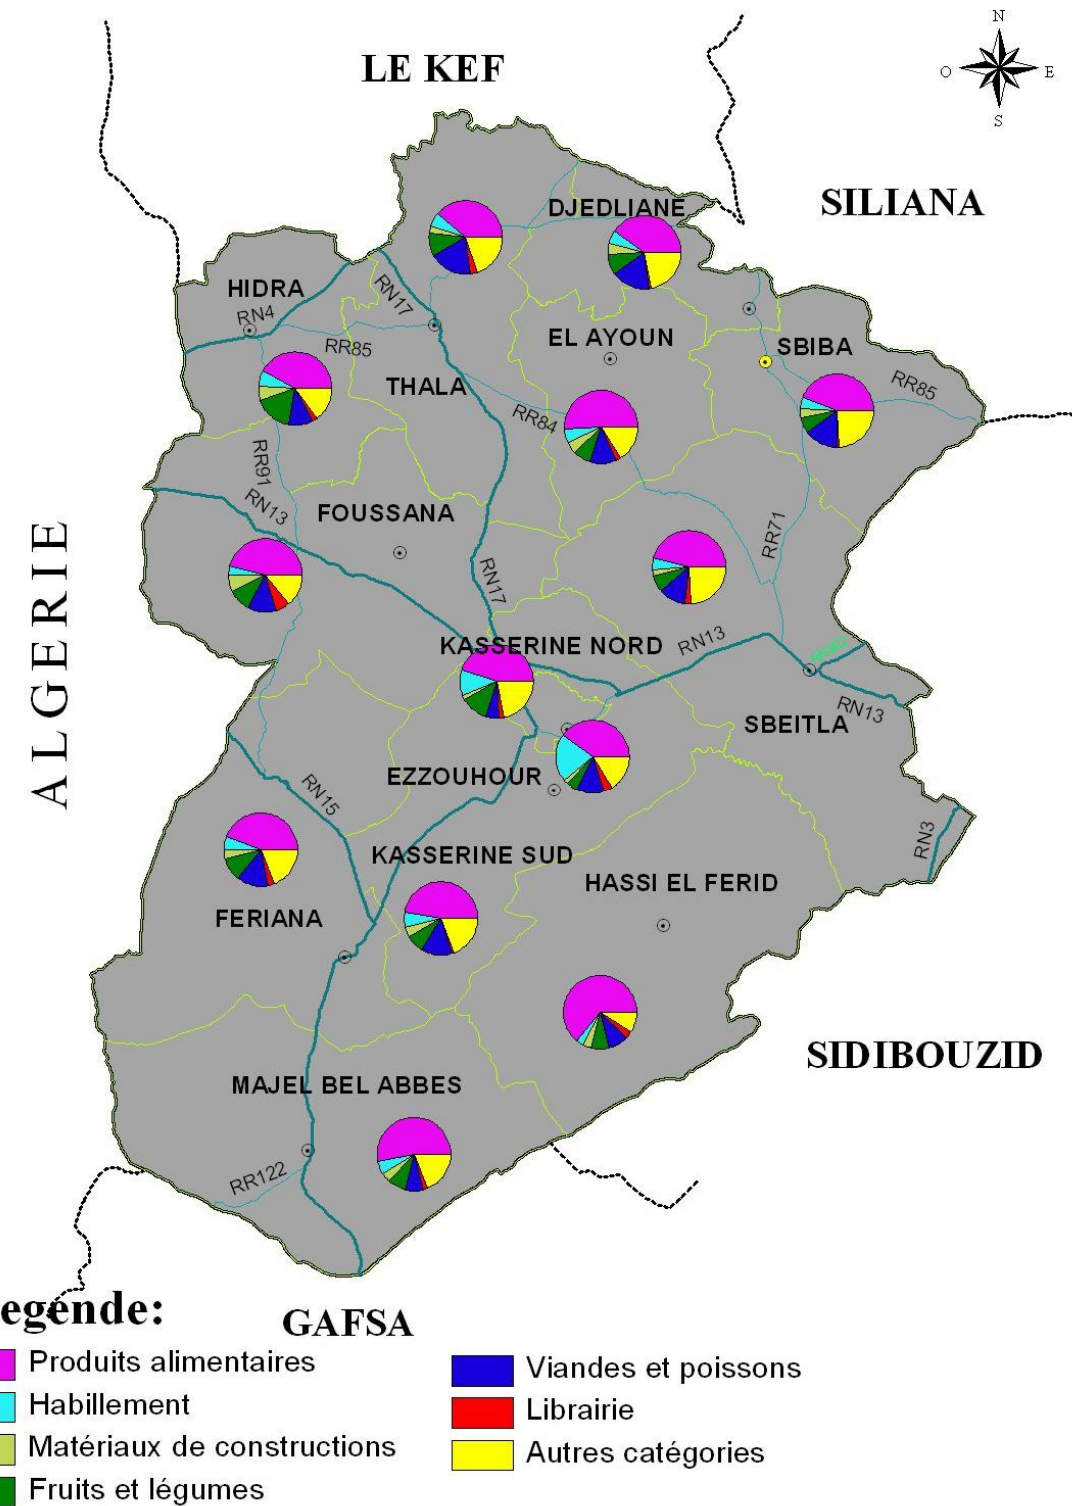 N
LE KEF
O
E
S
SILIANA
DJEDLIANE
HIDRA
RN4
RN17
RR85
EL AYOUN
SBIBA
THALA
RR85
RR84
RR91
RN13
FOUSSANA
RR71
ALGERIE
RN17
KASSERINE NORD
RN13
RN13
SBEITLA
EZZOUHOUR
RN15
RN3
KASSERINE SUD
HASSI EL FERID
FERIANA
SIDIBOUZID
MAJEL BEL ABBES
RR122
egende:
GAFSA
Produits alimentaires
Habillement
Matériaux de constructions
Fruits et légumes
Viandes et poissons
Librairie
Autres catégories